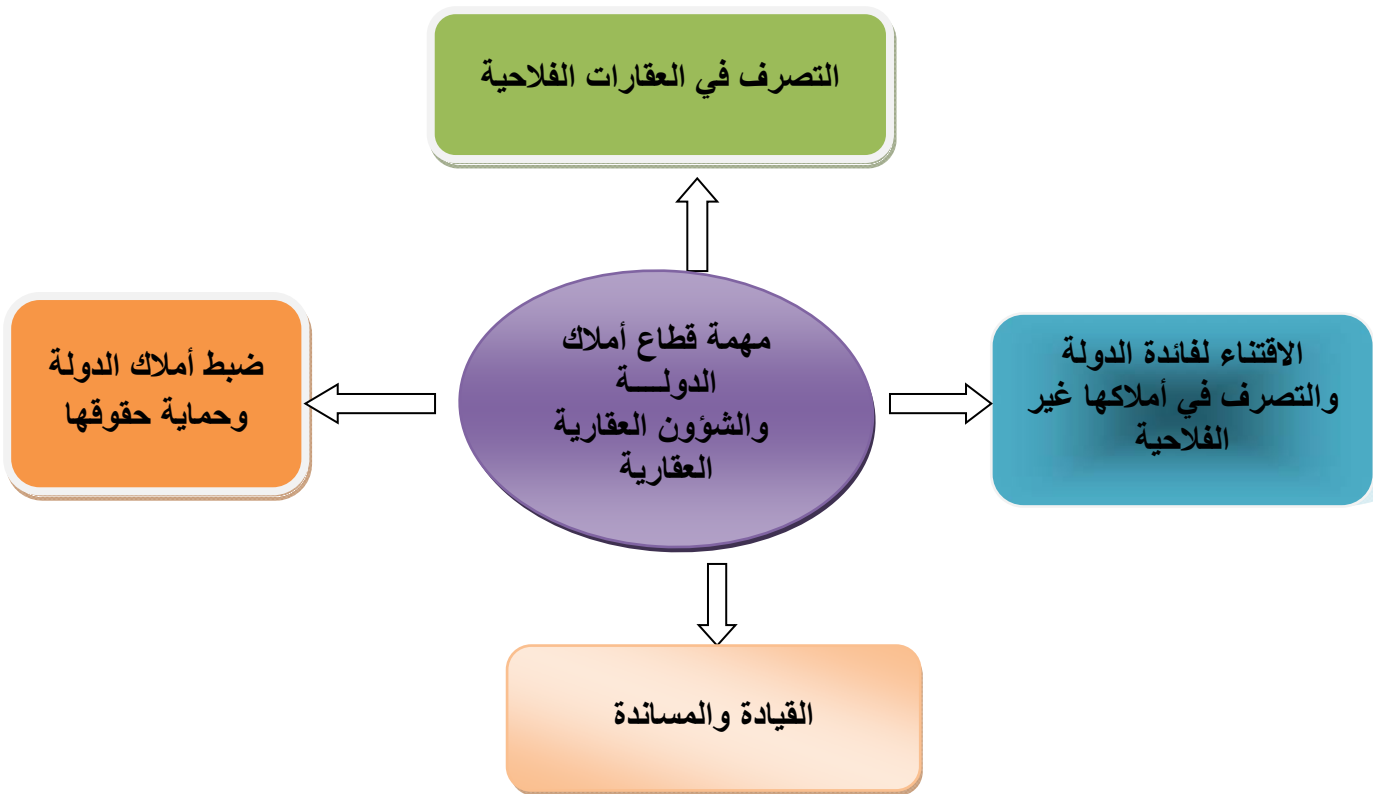 التصرف في العقارات الفلاحية
مهمة قطاع أملاك
الدولـــــة
والشؤون العقارية
العقارية
الاقتناء لفائدة الدولة
والتصرف في أملاكها غير
الفلاحية
ضبط أملاك الدولة
وحماية حقوقها
القيادة والمساندة